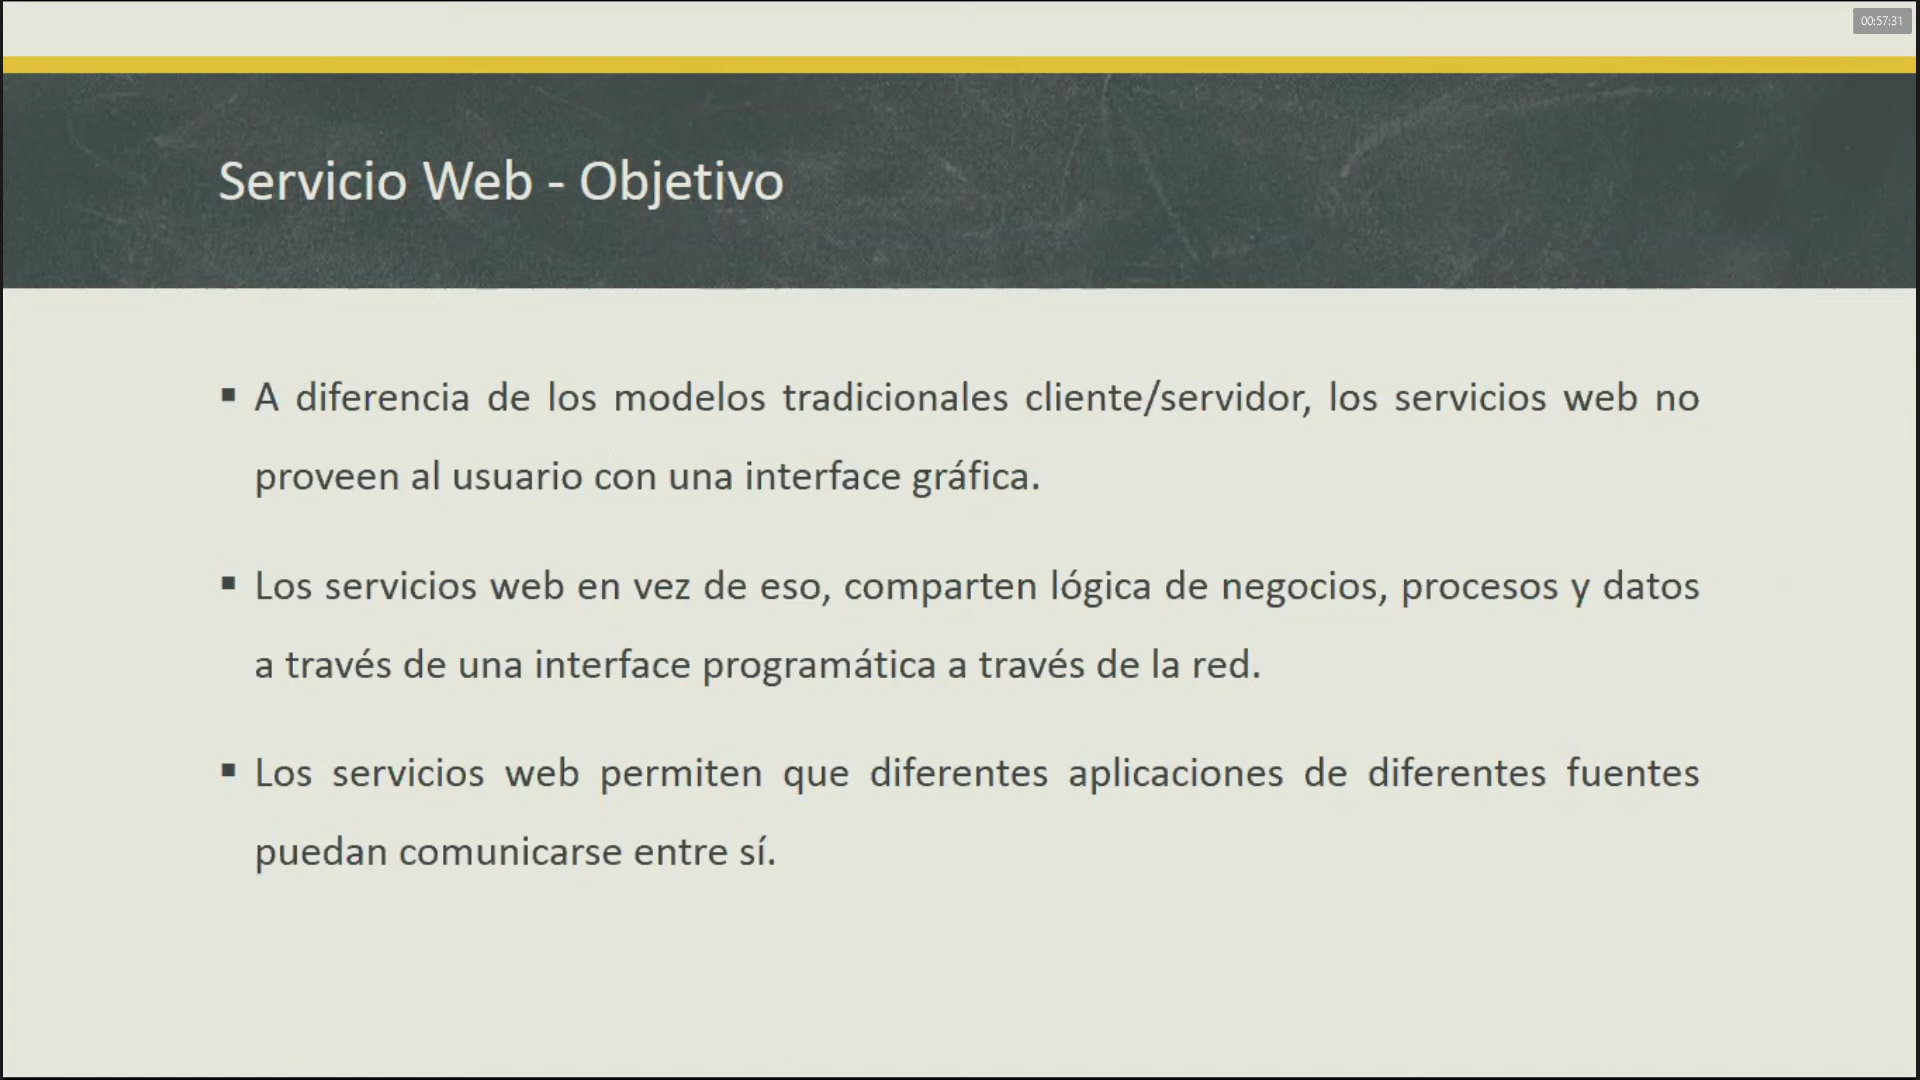 00:57:31
Servicio Web - Objetivo
▪ A diferencia de los modelos tradicionales cliente/servidor, los servicios web no
proveen al usuario con una interface gráfica.
▪ Los servicios web en vez de eso, comparten lógica de negocios, procesos y datos
a través de una interface programática a través de la red.
▪ Los servicios web permiten que diferentes aplicaciones de diferentes fuentes
puedan comunicarse entre sí.